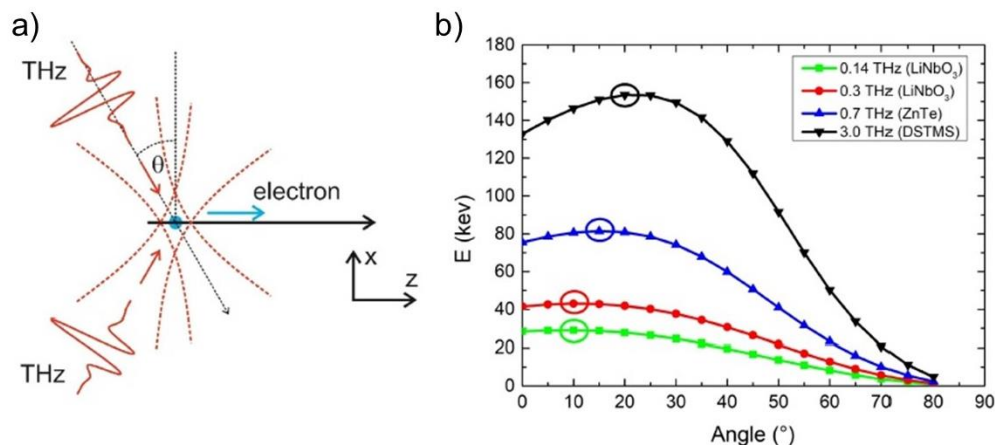 a)
THz
θ
electron
x
z
THz
b)
180
160
140
120
100
80
60
40
20
0
E (kev)
0.14 THz (LiNbO₃)
0.3 THz (LiNbO₃)
0.7 THz (ZnTe)
3.0 THz (DSTMS)
0 10 20 30 40 50 60 70 80 90
Angle (°)